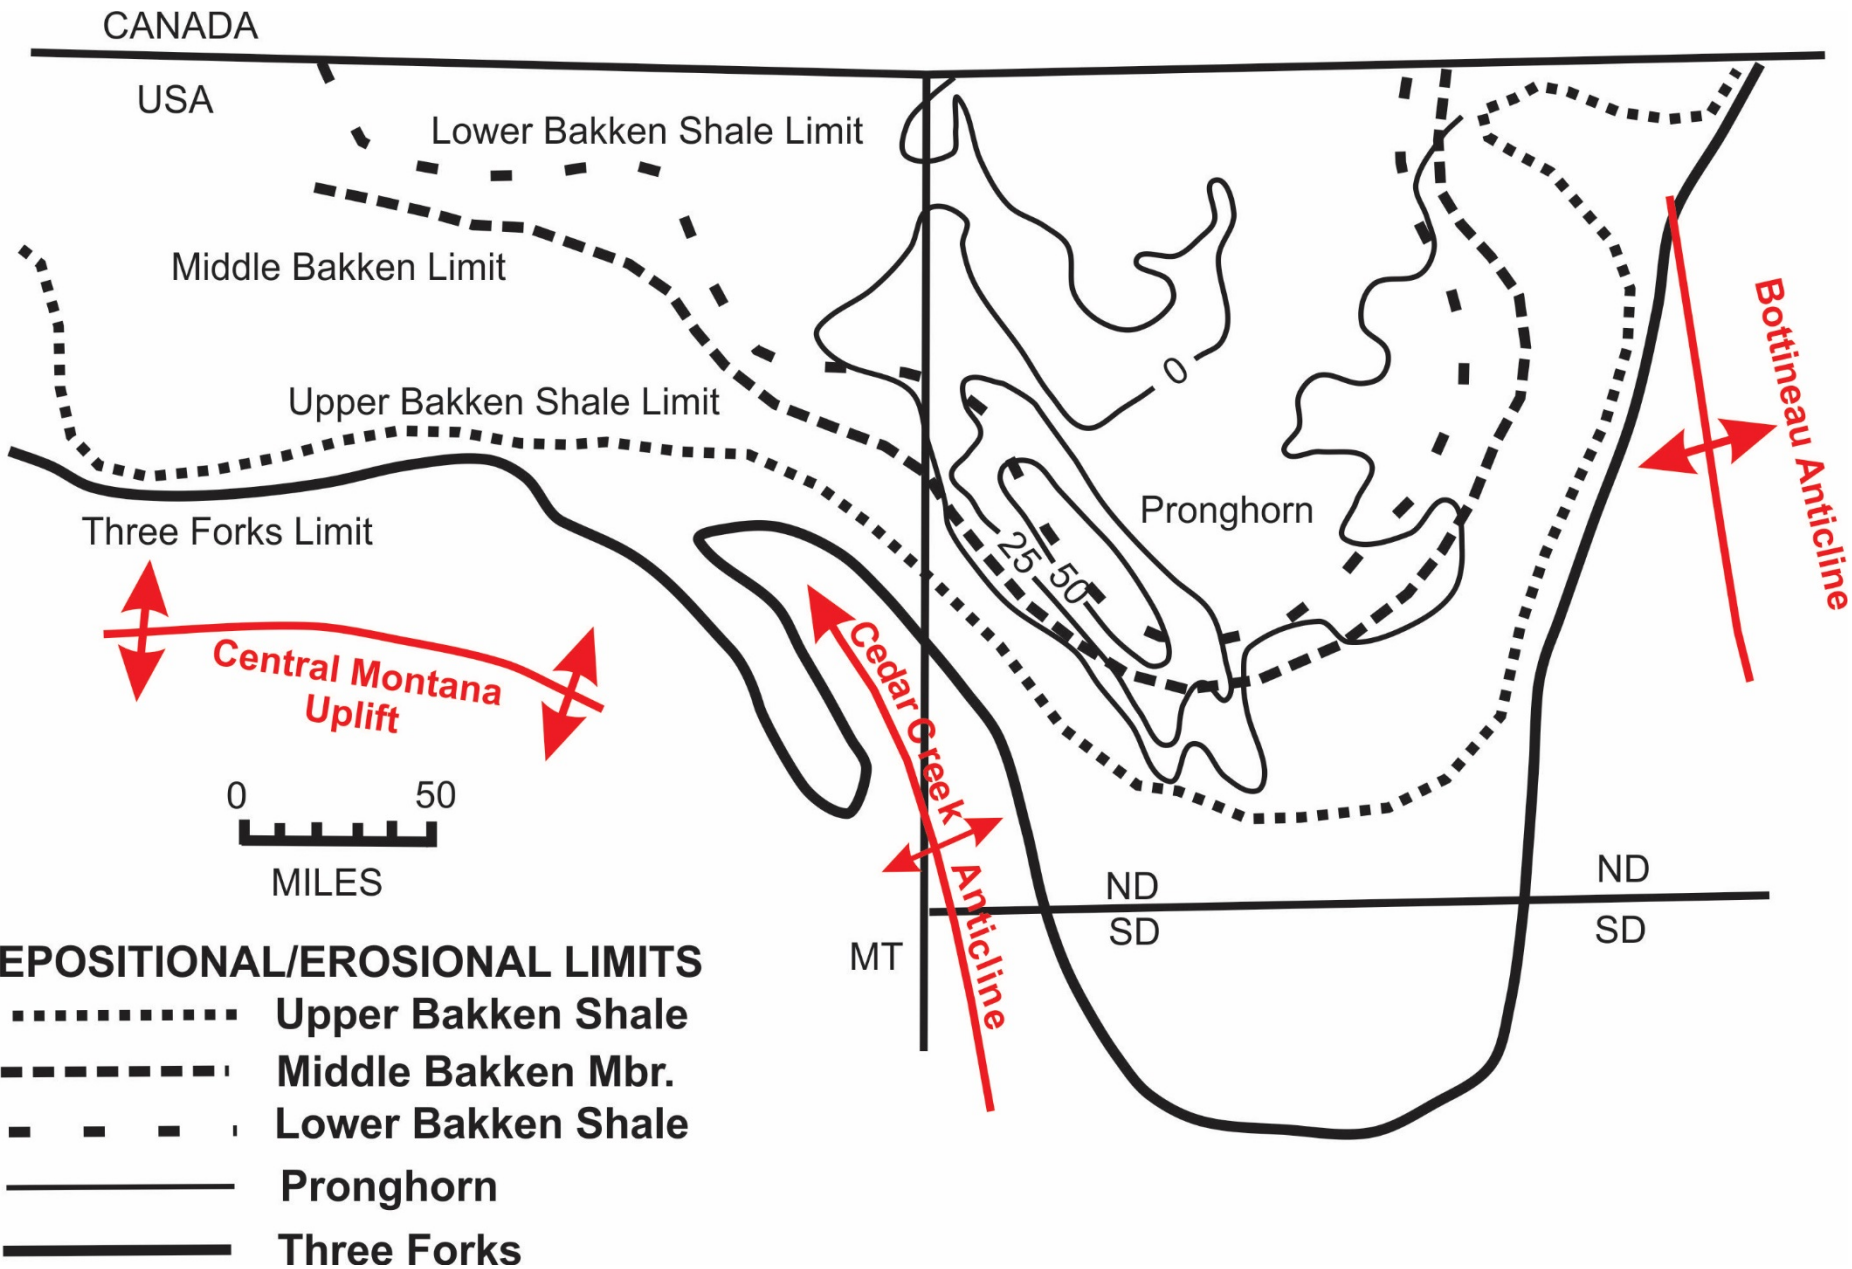 CANADA
USA
Lower Bakken Shale Limit
Middle Bakken Limit
0
Upper Bakken Shale Limit
Bottineau Anticline
Pronghorn
Three Forks Limit
25
50
Central Montana
Uplift
Cedar Creek Anticline
0 50
MILES
ND
SD
ND
SD
MT
EPOSITIONAL/EROSIONAL LIMITS
Upper Bakken Shale
Middle Bakken Mbr.
Lower Bakken Shale
Pronghorn
Three Forks